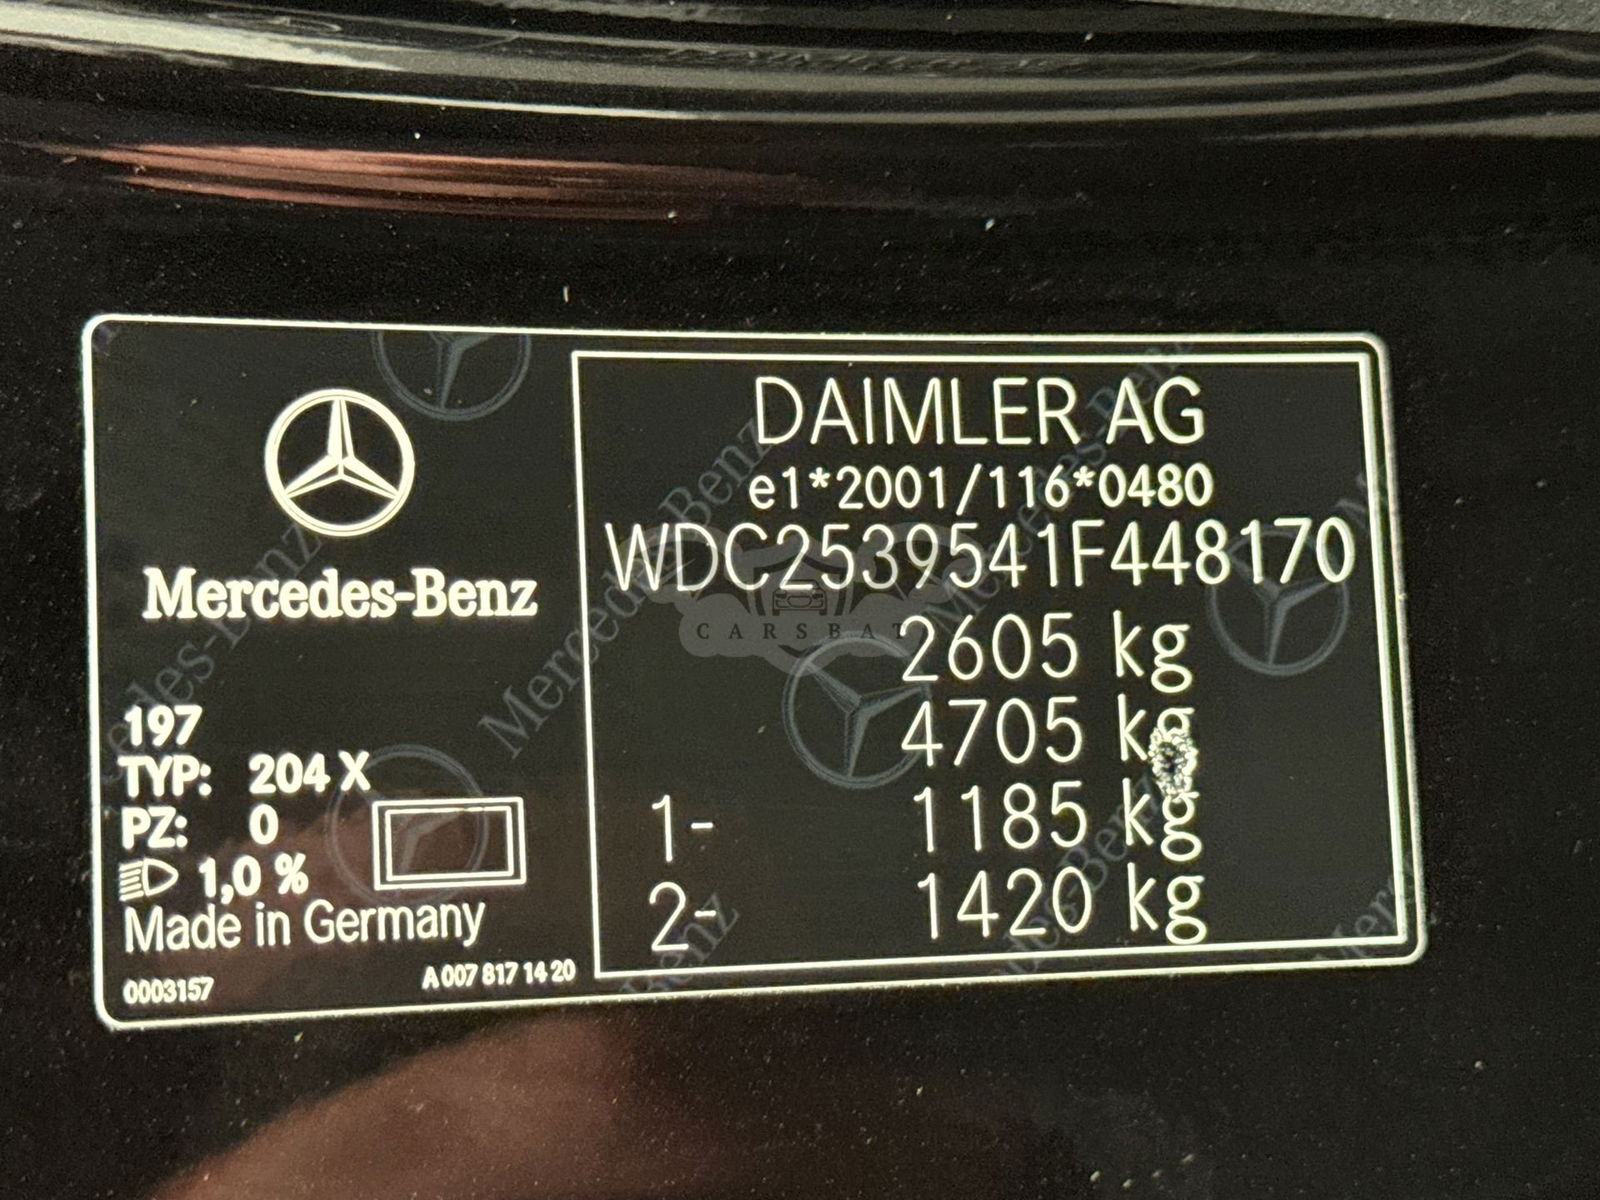 Mercedes-Benz
197
TYP: 204 X
PZ: 0
1,0 %
Made in Germany
0003157
A 007 817 14 20
DAIMLER AG
e1*2001/116*0480
WDC2539541F448170
2605 kg
4705 kg
1- 1185 kg
2- 1420 kg
CARSBAT